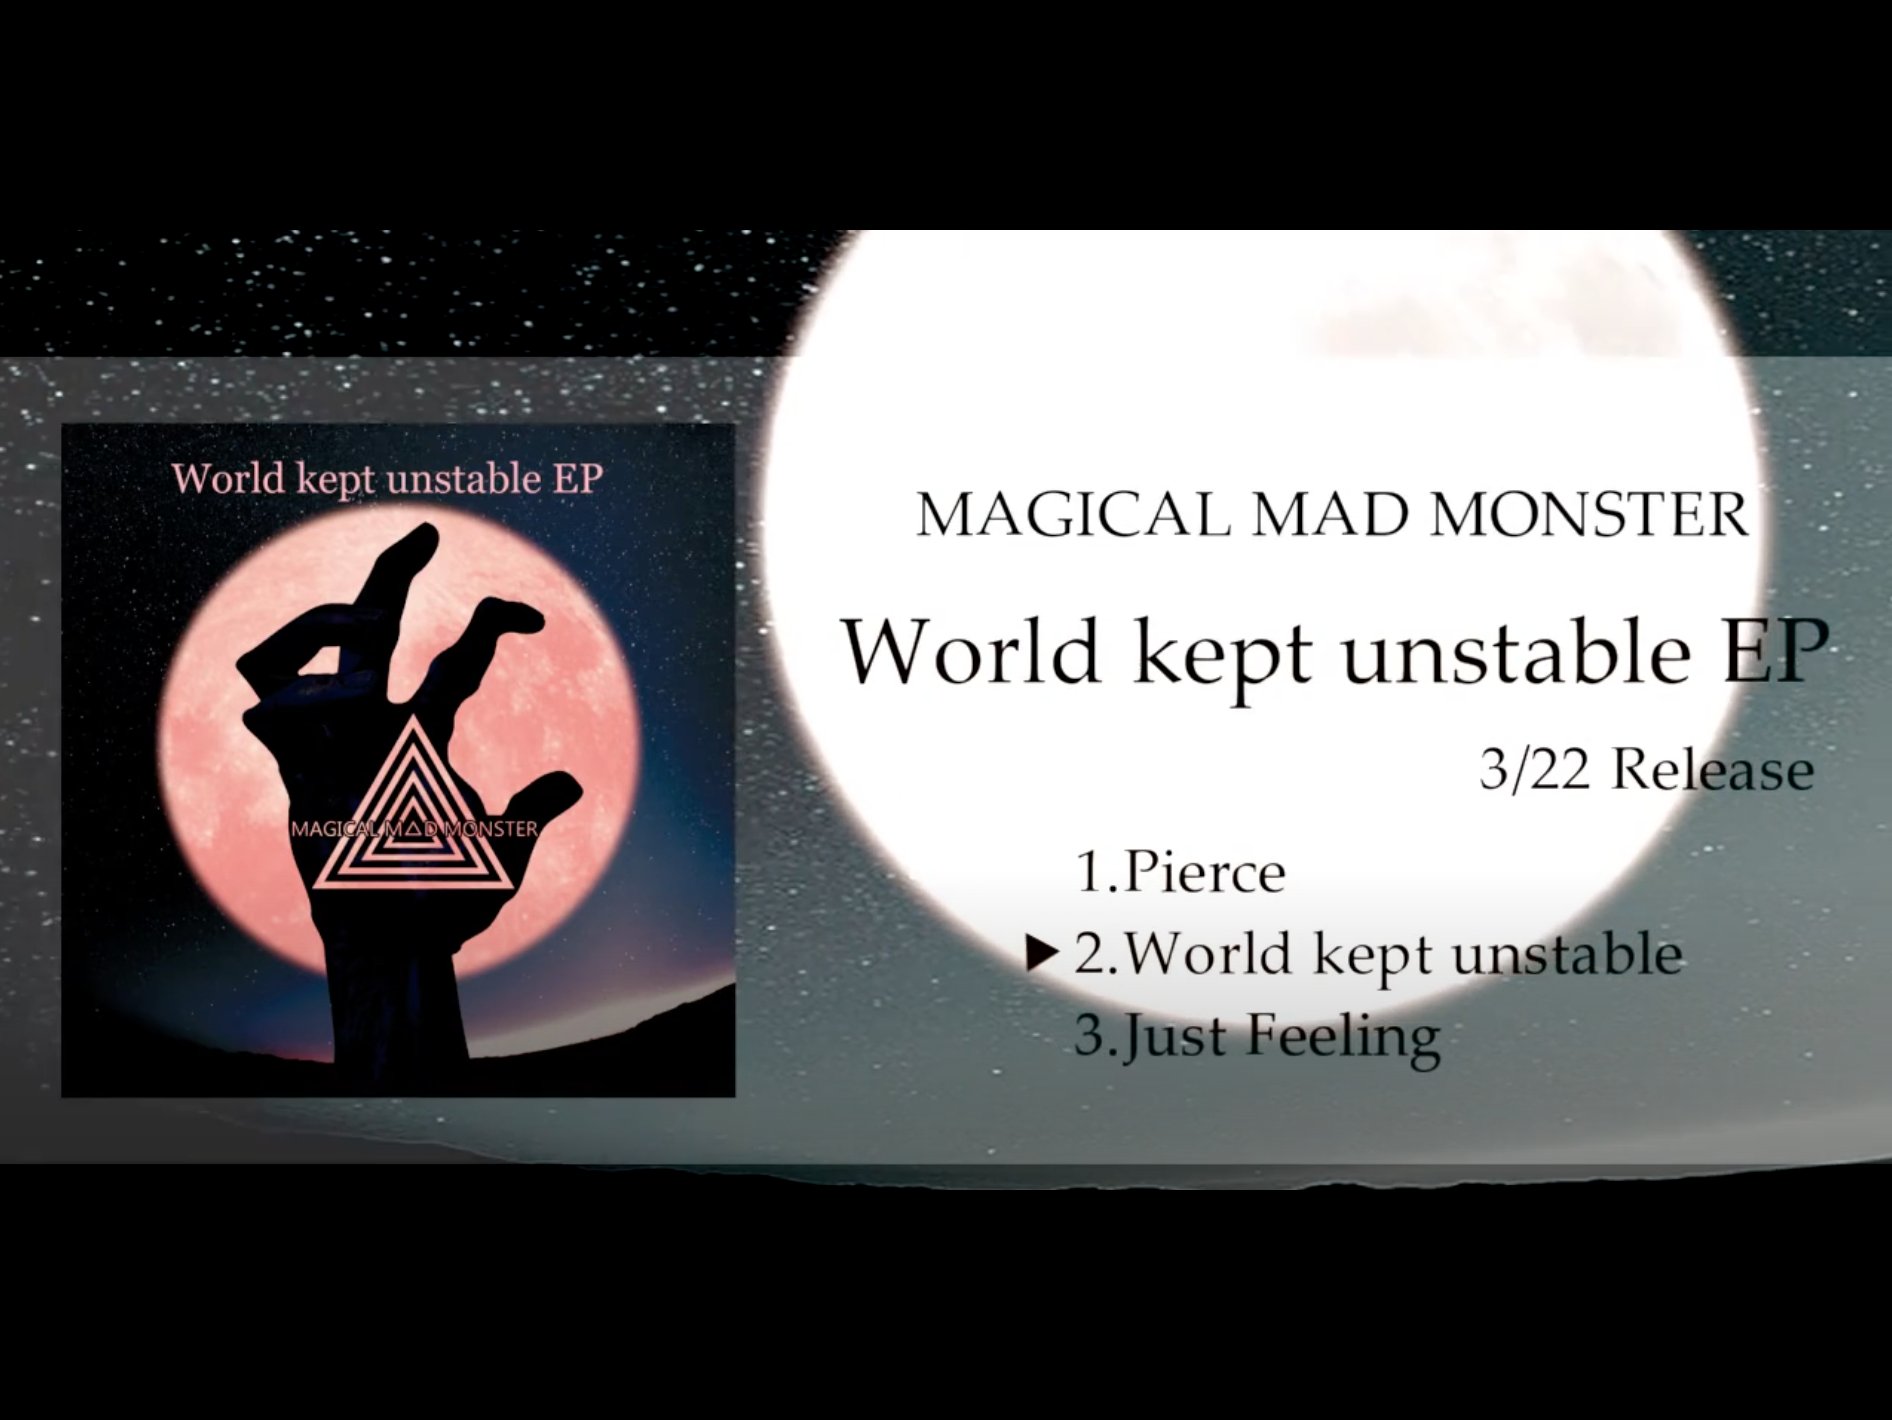 World kept unstable EP
MAGICAL M△D MONSTER
MAGICAL MAD MONSTER
World kept unstable EP
3/22 Release
1.Pierce
▶ 2.World kept unstable
3.Just Feeling